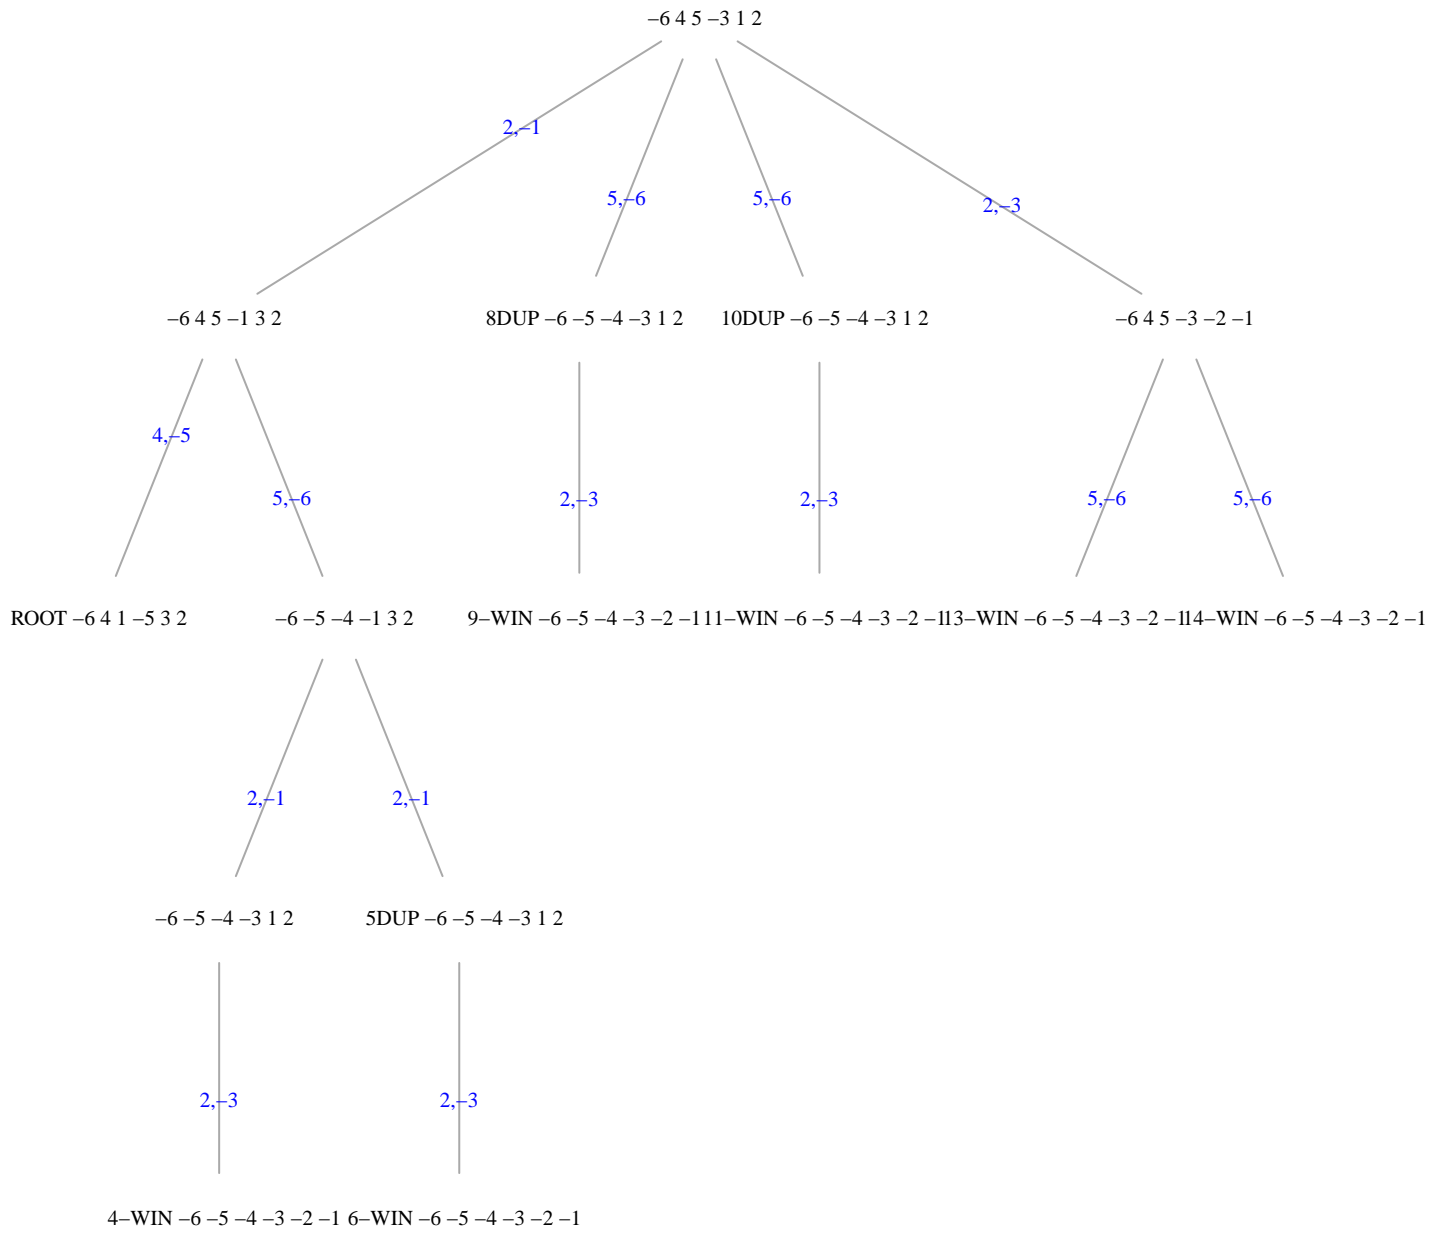 −6 4 5 −3 1 2
2,−1
5,−6
5,−6
2,−3
−6 4 5 −1 3 2
8DUP −6 −5 −4 −3 1 2
10DUP −6 −5 −4 −3 1 2
−6 4 5 −3 −2 −1
4,−5
5,−6
2,−3
2,−3
5,−6
5,−6
ROOT −6 4 1 −5 3 2
−6 −5 −4 −1 3 2
9−WIN −6 −5 −4 −3 −2 −1
11−WIN −6 −5 −4 −3 −2 −1
13−WIN −6 −5 −4 −3 −2 −1
14−WIN −6 −5 −4 −3 −2 −1
2,−1
2,−1
−6 −5 −4 −3 1 2
5DUP −6 −5 −4 −3 1 2
2,−3
2,−3
4−WIN −6 −5 −4 −3 −2 −1
6−WIN −6 −5 −4 −3 −2 −1